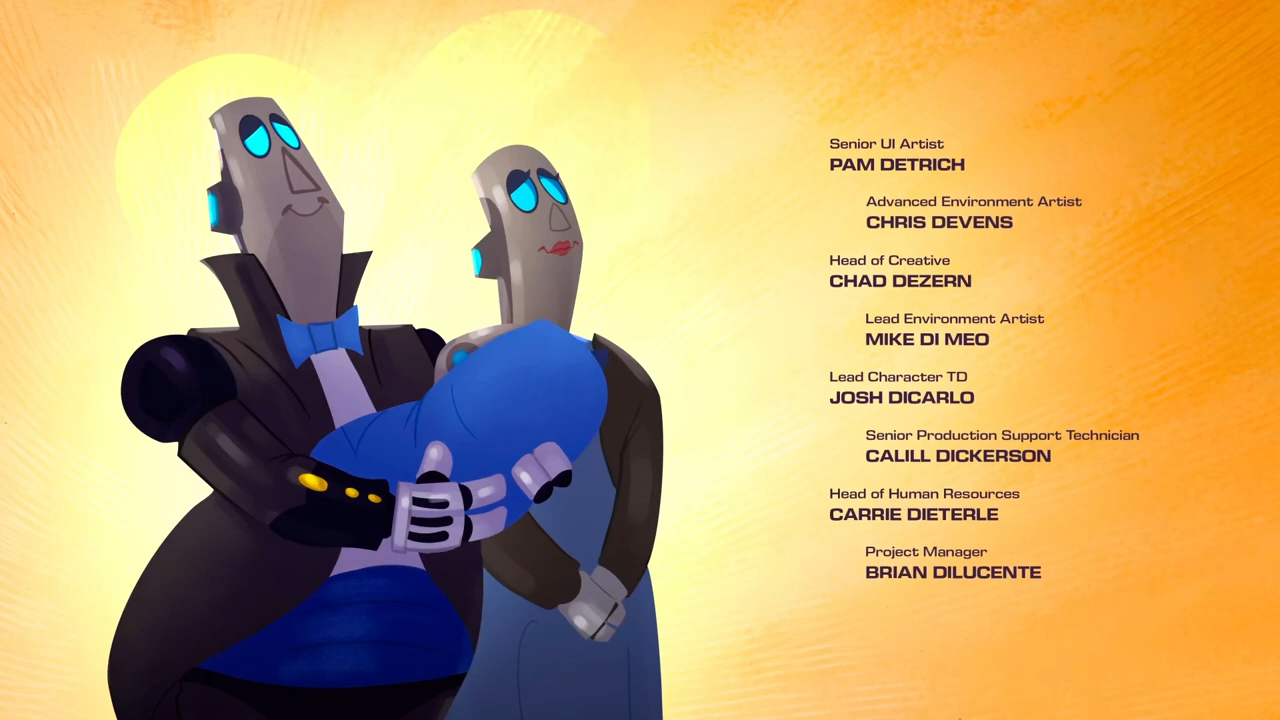 Senior UI Artist
PAM DETRICH
Advanced Environment Artist
CHRIS DEVENS
Head of Creative
CHAD DEZERN
Lead Environment Artist
MIKE DI MEO
Lead Character TD
JOSH DICARLO
Senior Production Support Technician
CALILL DICKERSON
Head of Human Resources
CARRIE DIETERLE
Project Manager
BRIAN DILUCENTE